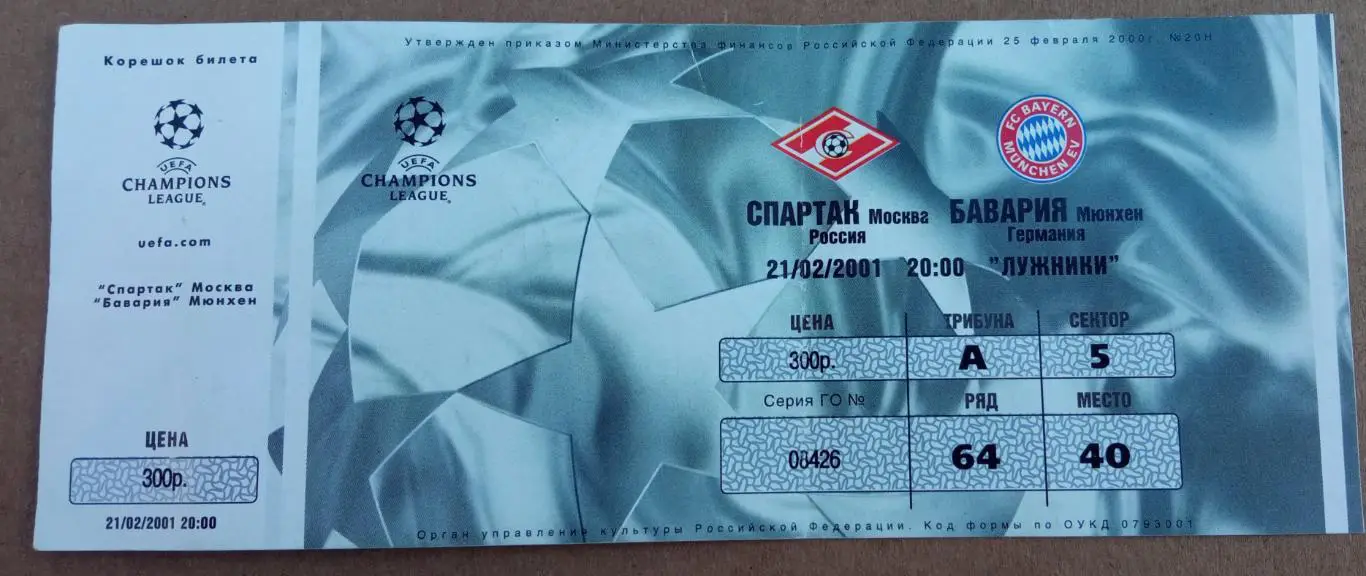 Утвержден приказом Министерства Финансов Российской Федерации 25 февраля 2000г. №20Н
Корешок билета
UEFA
CHAMPIONS
LEAGUE
uefa.com
"Спартак" Москва
"Бавария" Мюнхен
ЦЕНА
300р.
21/02/2001 20:00
UEFA
CHAMPIONS
LEAGUE
С
FC BAYERN
MÜNCHEN EV
СПАРТАК Москва
Россия
БАВАРИЯ Мюнхен
Германия
21/02/2001 20:00 "ЛУЖНИКИ"
ЦЕНА ТРИБУНА СЕКТОР
300р. А 5
Серия ГО № РЯД МЕСТО
08426 64 40
Орган управления культуры Российской Федерации. Код формы по ОУКД 0793001